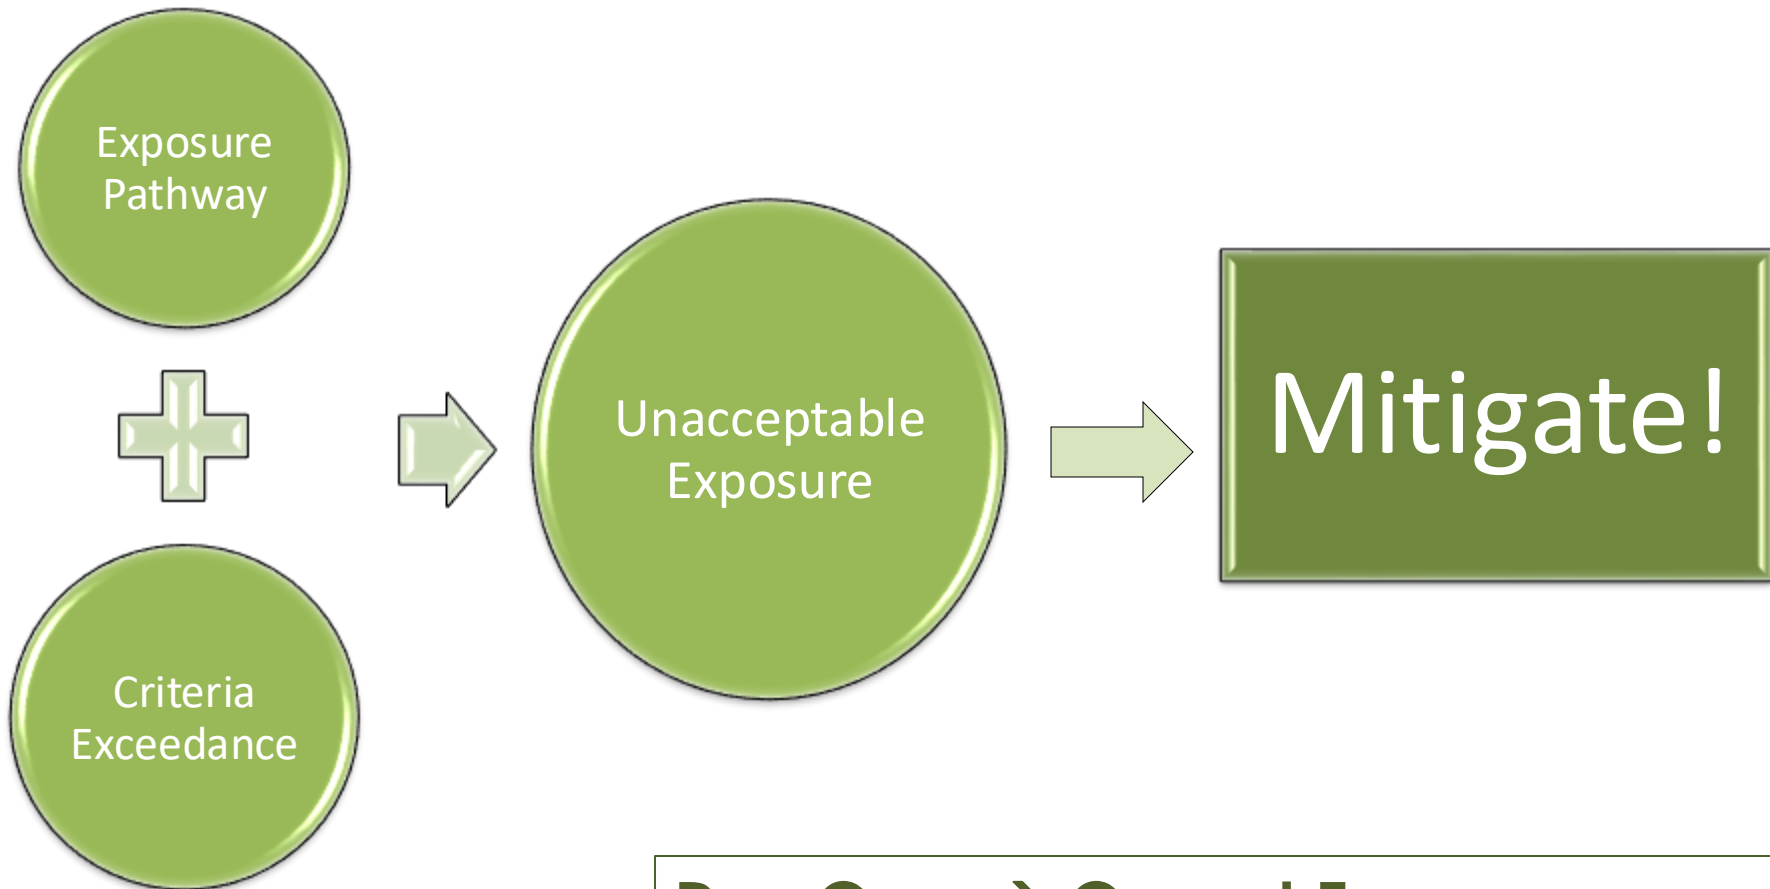 Exposure
Pathway
Criteria
Exceedance
Unacceptable
Exposure
Mitigate!